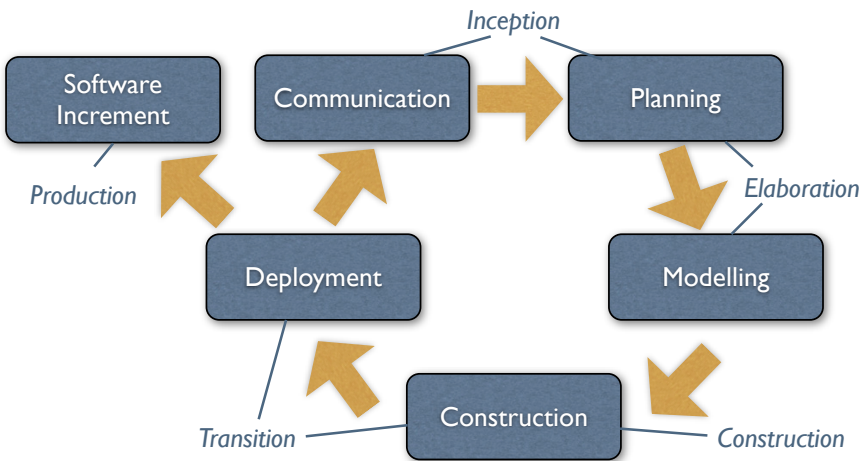 Inception
Software
Increment
Communication
Planning
Production
Elaboration
Deployment
Modelling
Transition
Construction
Construction